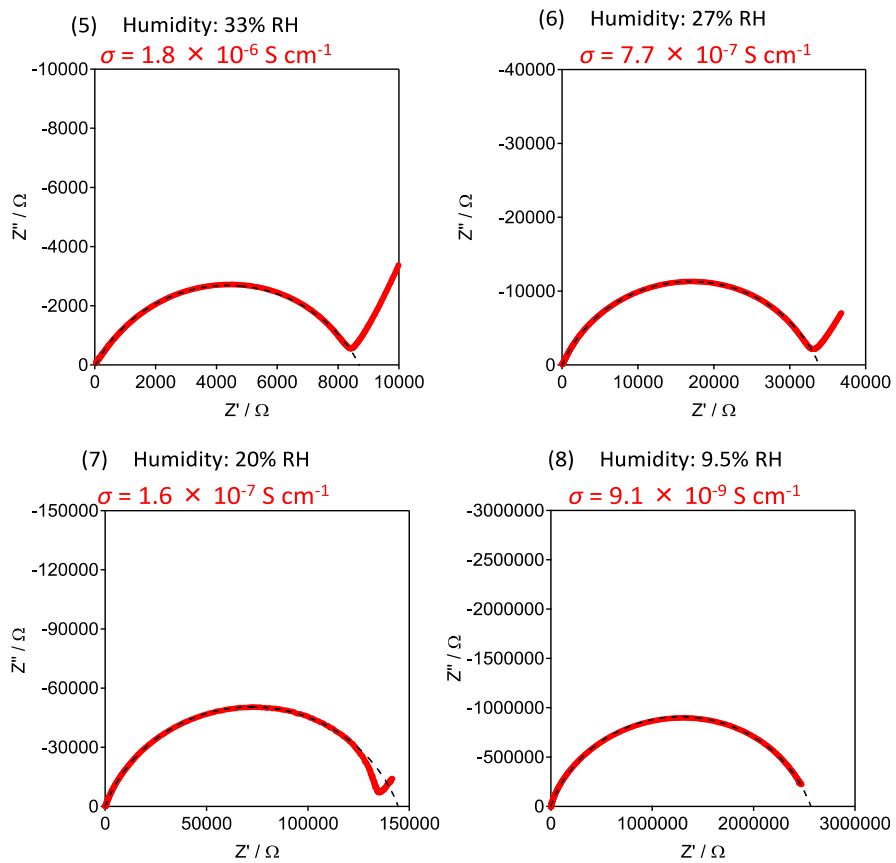 (5) Humidity: 33% RH
σ = 1.8 × 10⁻⁶ S cm⁻¹
-10000
-8000
-6000
-4000
-2000
0
Z'' / Ω
0 2000 4000 6000 8000 10000
Z' / Ω
(6) Humidity: 27% RH
σ = 7.7 × 10⁻⁷ S cm⁻¹
-40000
-30000
-20000
-10000
0
Z'' / Ω
0 10000 20000 30000 40000
Z' / Ω
(7) Humidity: 20% RH
σ = 1.6 × 10⁻⁷ S cm⁻¹
-150000
-120000
-90000
-60000
-30000
0
Z'' / Ω
0 50000 100000 150000
Z' / Ω
(8) Humidity: 9.5% RH
σ = 9.1 × 10⁻⁹ S cm⁻¹
-3000000
-2500000
-2000000
-1500000
-1000000
-500000
0
Z'' / Ω
0 1000000 2000000 3000000
Z' / Ω